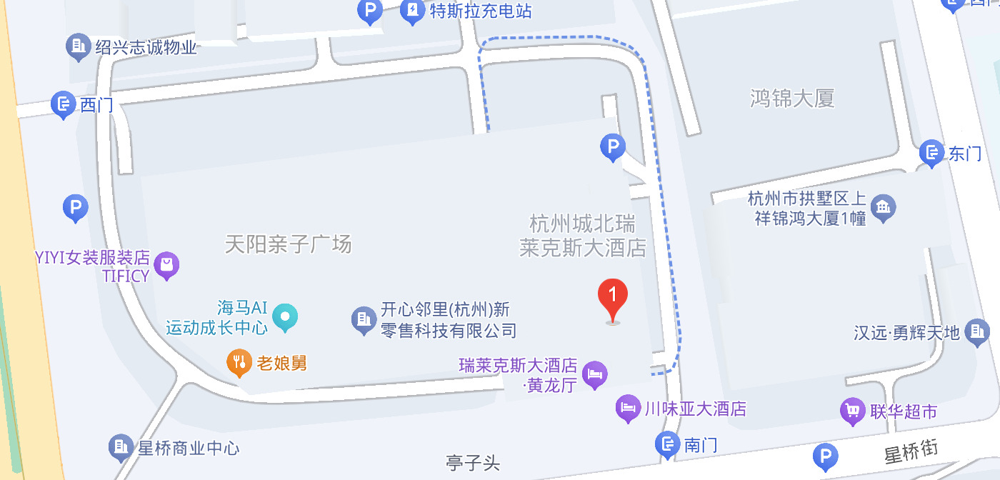 P
特斯拉充电站
西门
绍兴志诚物业
西门
鸿锦大厦
P
东门
P
杭州市拱墅区上
祥锦鸿大厦1幢
杭州城北瑞
莱克斯大酒店
天阳亲子广场
YIYI女装服装店
TIFICY
1
海马AI
运动成长中心
开心邻里(杭州)新
零售科技有限公司
汉远·勇辉天地
老娘舅
瑞莱克斯大酒店
·黄龙厅
川味亚大酒店
联华超市
星桥商业中心
南门
亭子头
P
星桥街